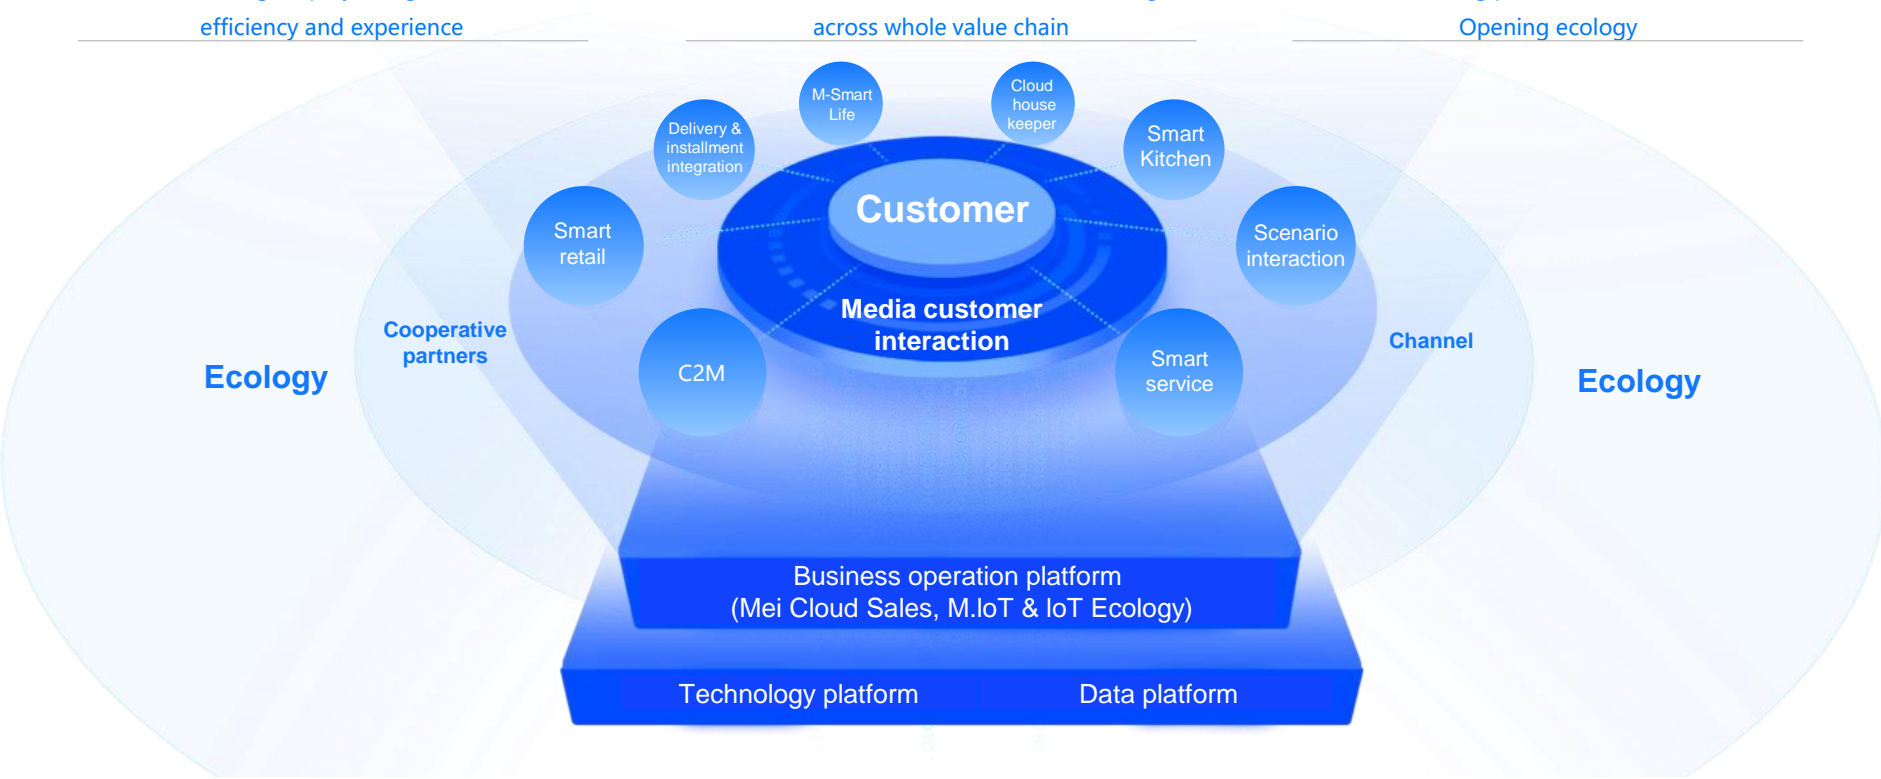 efficiency and experience
across whole value chain
Opening ecology
M-Smart
Life
Cloud
house
keeper
Delivery &
installment
integration
Smart
Kitchen
Customer
Smart
retail
Scenario
interaction
Media customer
interaction
Cooperative
partners
Channel
Ecology
C2M
Smart
service
Ecology
Business operation platform
(Mei Cloud Sales, M.IoT & IoT Ecology)
Technology platform
Data platform